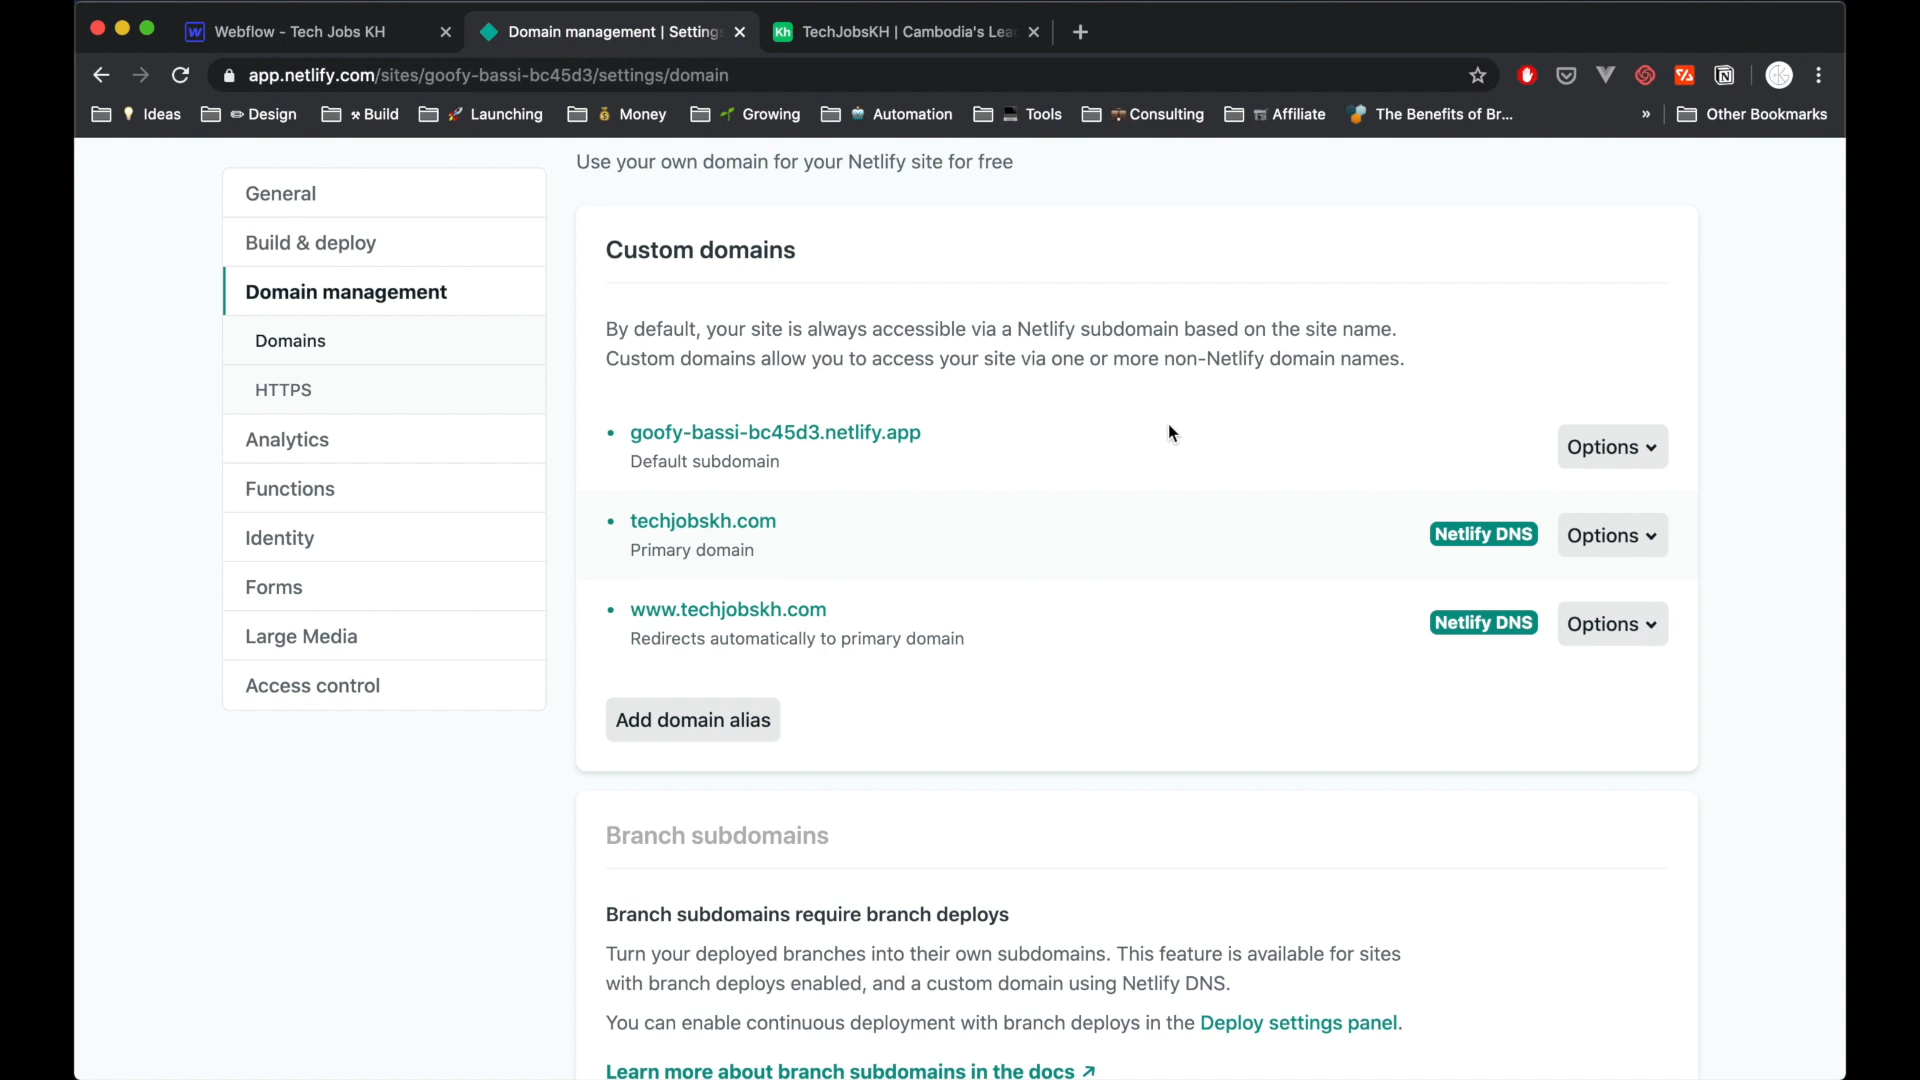 Webflow - Tech Jobs KH
Domain management | Settings
TechJobsKH | Cambodia's Lea
app.netlify.com/sites/goofy-bassi-bc45d3/settings/domain
Ideas
Design
Build
Launching
Money
Growing
Automation
Tools
Consulting
Affiliate
The Benefits of Br...
»
Other Bookmarks
Use your own domain for your Netlify site for free
General
Build & deploy
Domain management
Domains
HTTPS
Analytics
Functions
Identity
Forms
Large Media
Access control
Custom domains
By default, your site is always accessible via a Netlify subdomain based on the site name.
Custom domains allow you to access your site via one or more non-Netlify domain names.
• goofy-bassi-bc45d3.netlify.app
Default subdomain
Options
• techjobskh.com
Primary domain
Netlify DNS
Options
• www.techjobskh.com
Redirects automatically to primary domain
Netlify DNS
Options
Add domain alias
Branch subdomains
Branch subdomains require branch deploys
Turn your deployed branches into their own subdomains. This feature is available for sites
with branch deploys enabled, and a custom domain using Netlify DNS.
You can enable continuous deployment with branch deploys in the Deploy settings panel.
Learn more about branch subdomains in the docs ↗